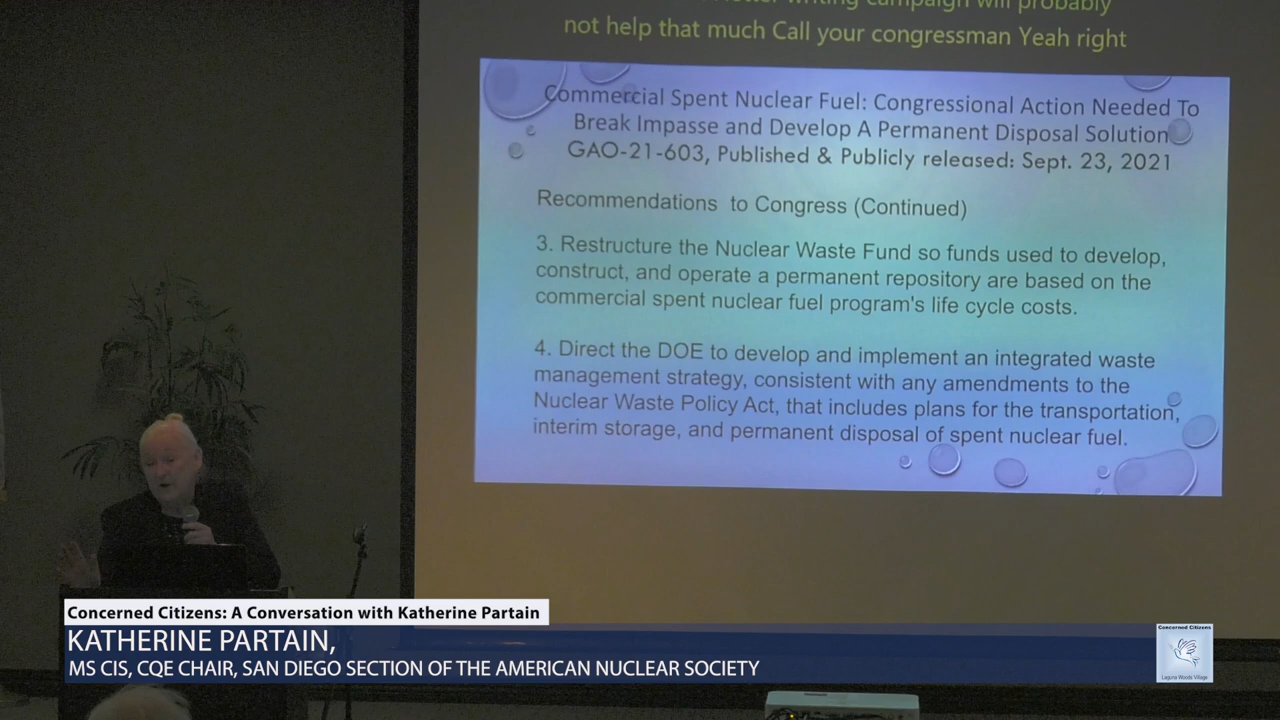 writing campaign will probably
not help that much Call your congressman Yeah right
Commercial Spent Nuclear Fuel: Congressional Action Needed To
Break Impasse and Develop A Permanent Disposal Solution
GAO-21-603, Published & Publicly released: Sept. 23, 2021
Recommendations to Congress (Continued)
3. Restructure the Nuclear Waste Fund so funds used to develop,
construct, and operate a permanent repository are based on the
commercial spent nuclear fuel program's life cycle costs.
4. Direct the DOE to develop and implement an integrated waste
management strategy, consistent with any amendments to the
Nuclear Waste Policy Act, that includes plans for the transportation,
interim storage, and permanent disposal of spent nuclear fuel.
Concerned Citizens: A Conversation with Katherine Partain
KATHERINE PARTAIN,
MS CIS, CQE CHAIR, SAN DIEGO SECTION OF THE AMERICAN NUCLEAR SOCIETY
Concerned Citizens
Laguna Woods Village